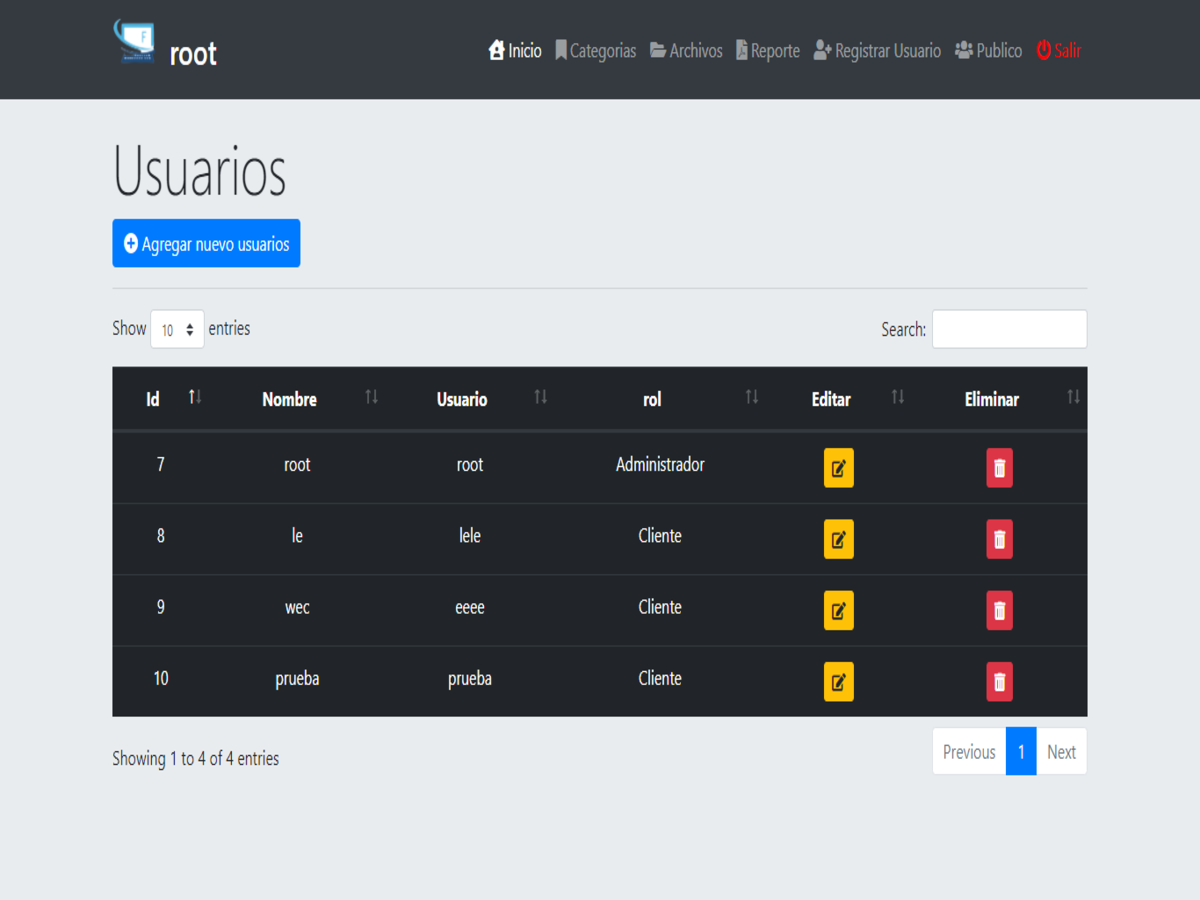 root
Inicio Categorias Archivos Reporte Registrar Usuario Publico Salir
Usuarios
Agregar nuevo usuarios
Show 10 entries
Search:
Id Nombre Usuario rol Editar Eliminar
7 root root Administrador
8 le lele Cliente
9 wec eeee Cliente
10 prueba prueba Cliente
Showing 1 to 4 of 4 entries
Previous 1 Next